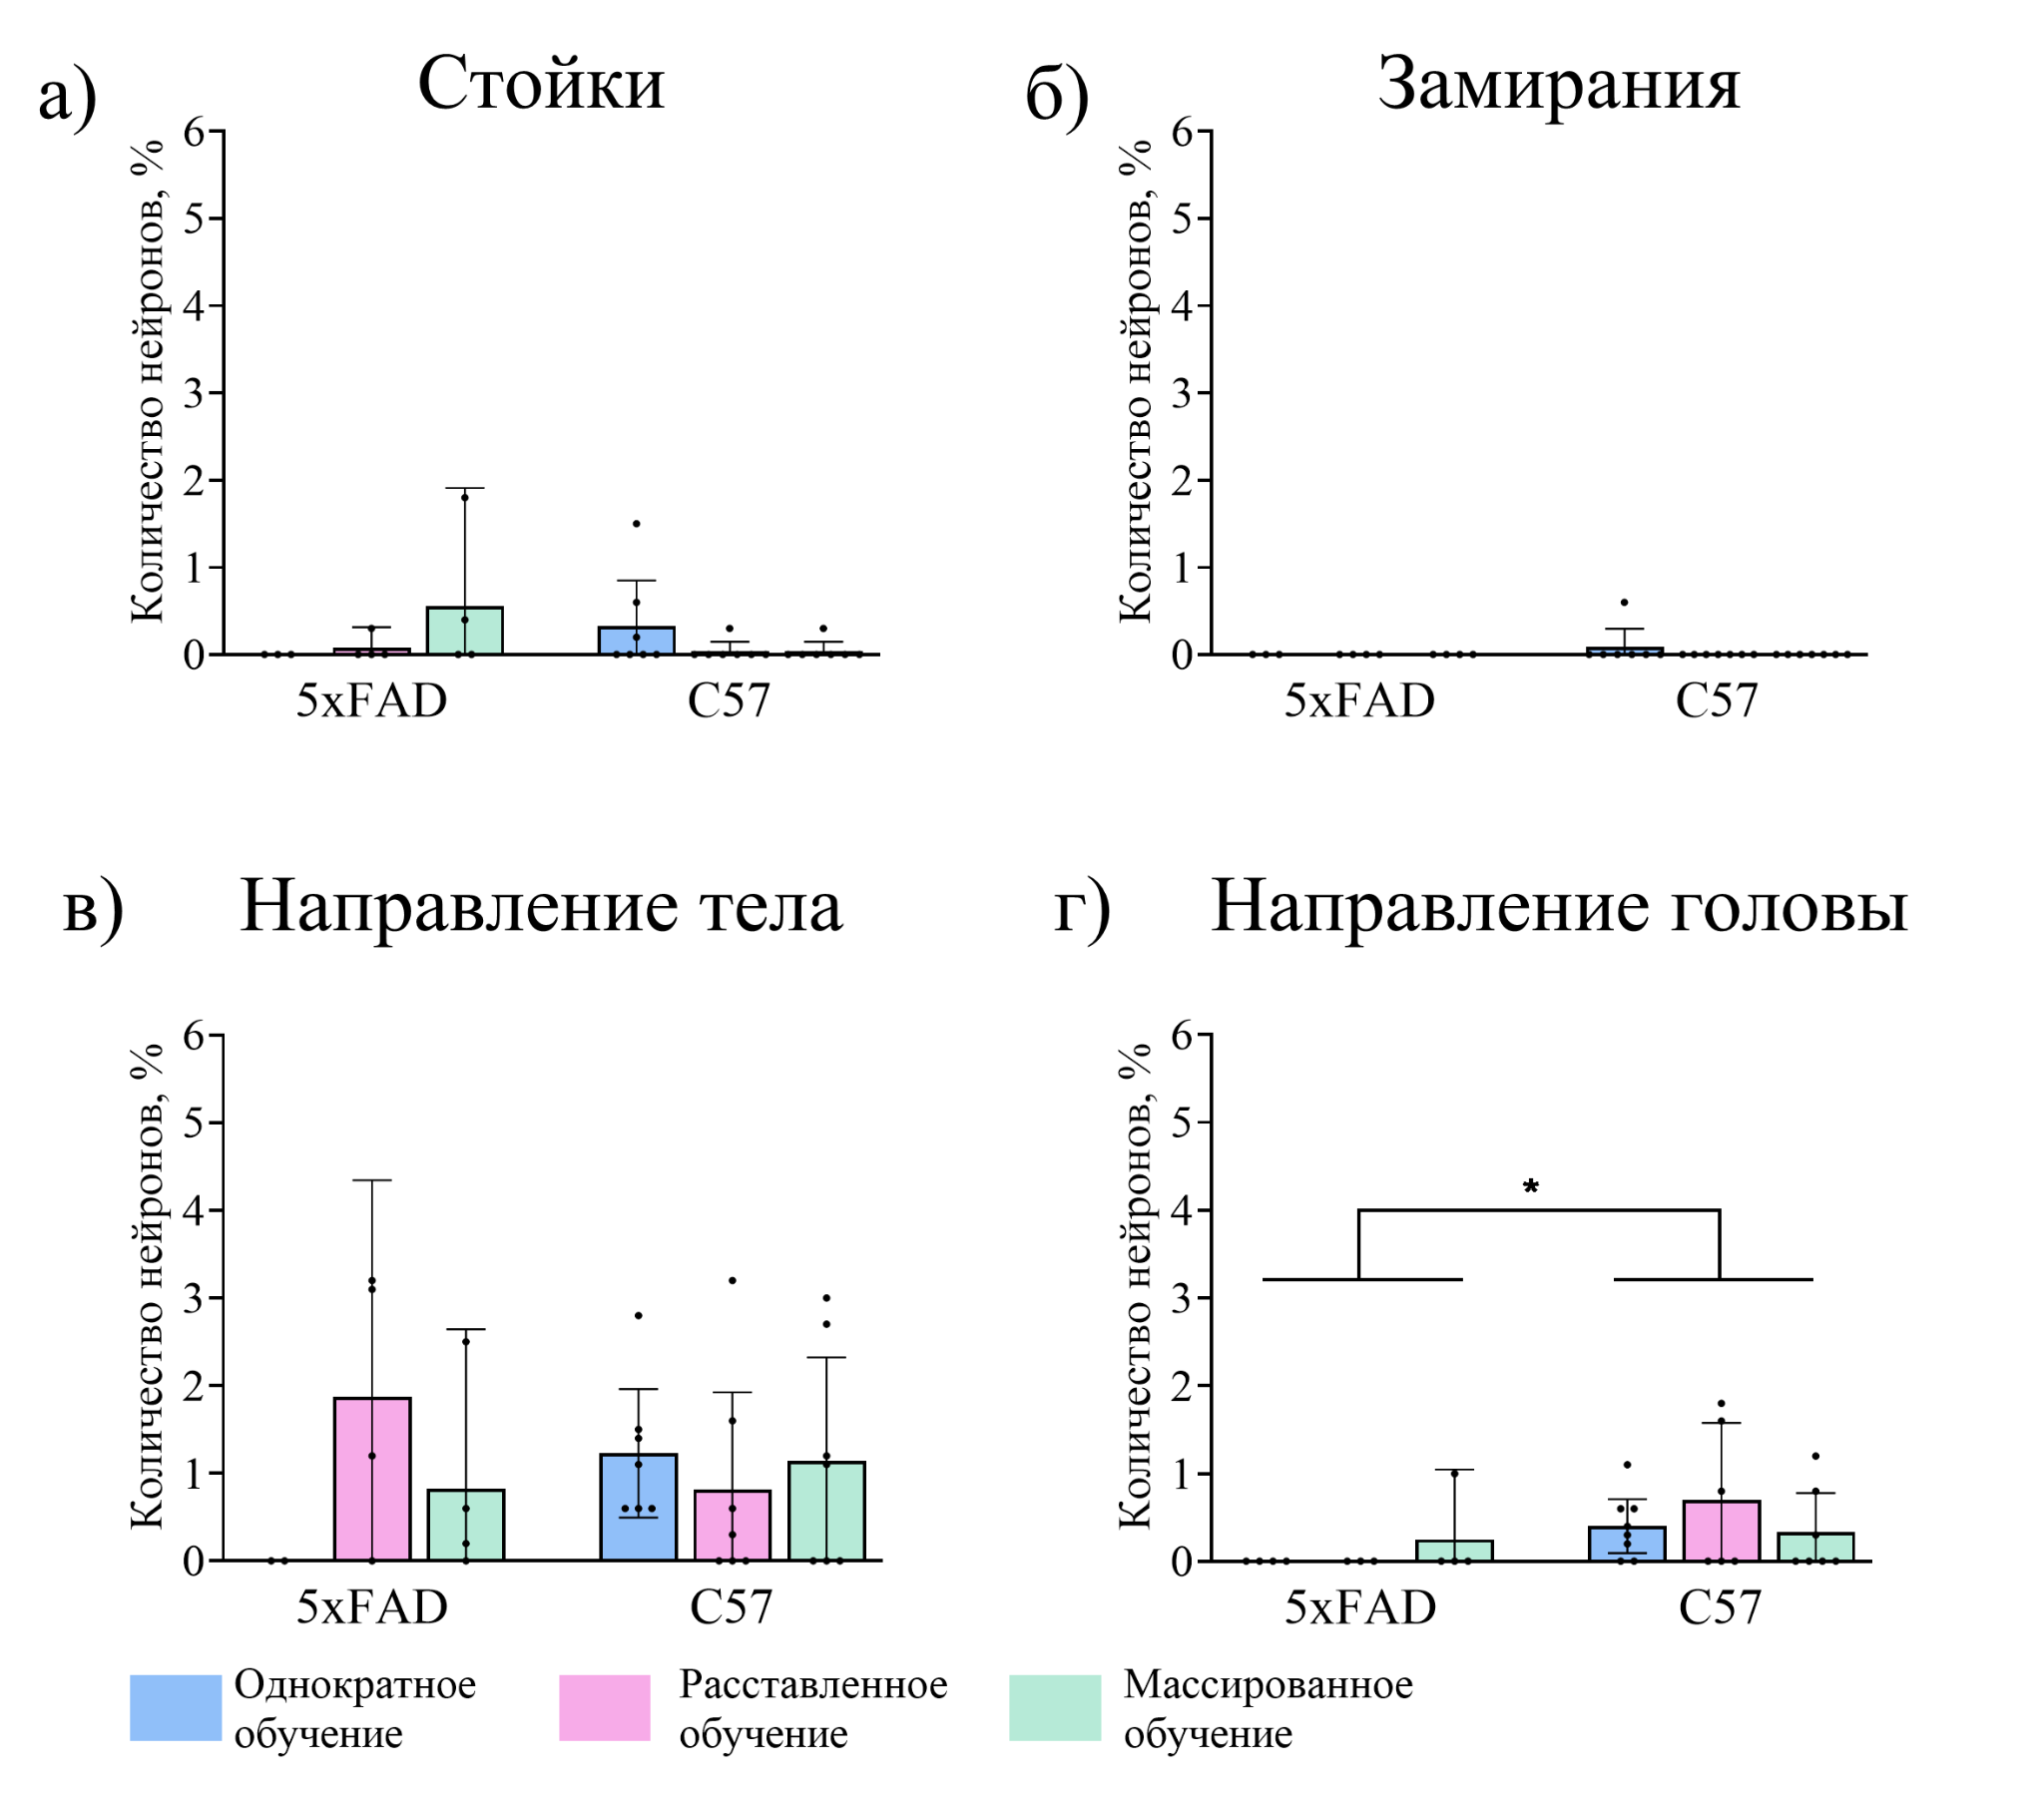 а)
Стойки
Количество нейронов, %
6
5
4
3
2
1
0
5xFAD
C57
б)
Замирания
Количество нейронов, %
6
5
4
3
2
1
0
5xFAD
C57
в)
Направление тела
Количество нейронов, %
6
5
4
3
2
1
0
5xFAD
C57
г)
Направление головы
Количество нейронов, %
6
5
4
3
2
1
0
*
5xFAD
C57
Однократное
обучение
Расставленное
обучение
Массированное
обучение